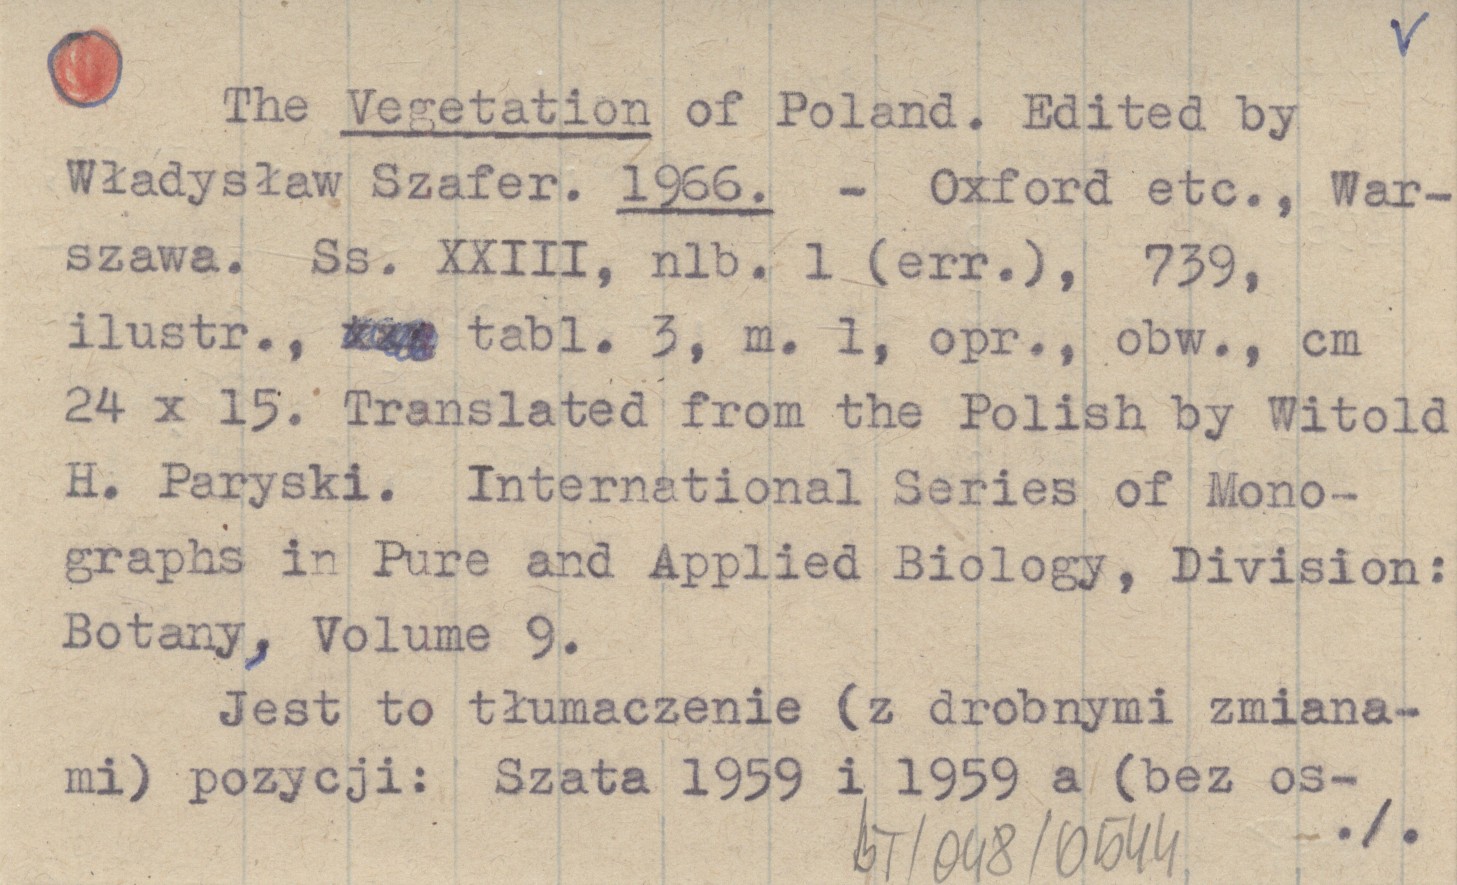 The Vegetation of Poland. Edited by
Władysław Szafer. 1966. - Oxford etc., War-
szawa. Ss. XXIII, nlb. 1 (err.), 739,
ilustr., tabl. 3, m. 1, opr., obw., cm
24 x 15. Translated from the Polish by Witold
H. Paryski. International Series of Mono-
graphs in Pure and Applied Biology, Division:
Botany, Volume 9.
Jest to tłumaczenie (z drobnymi zmiana-
mi) pozycji: Szata 1959 i 1959 a (bez os-
./.
BT/048/0544